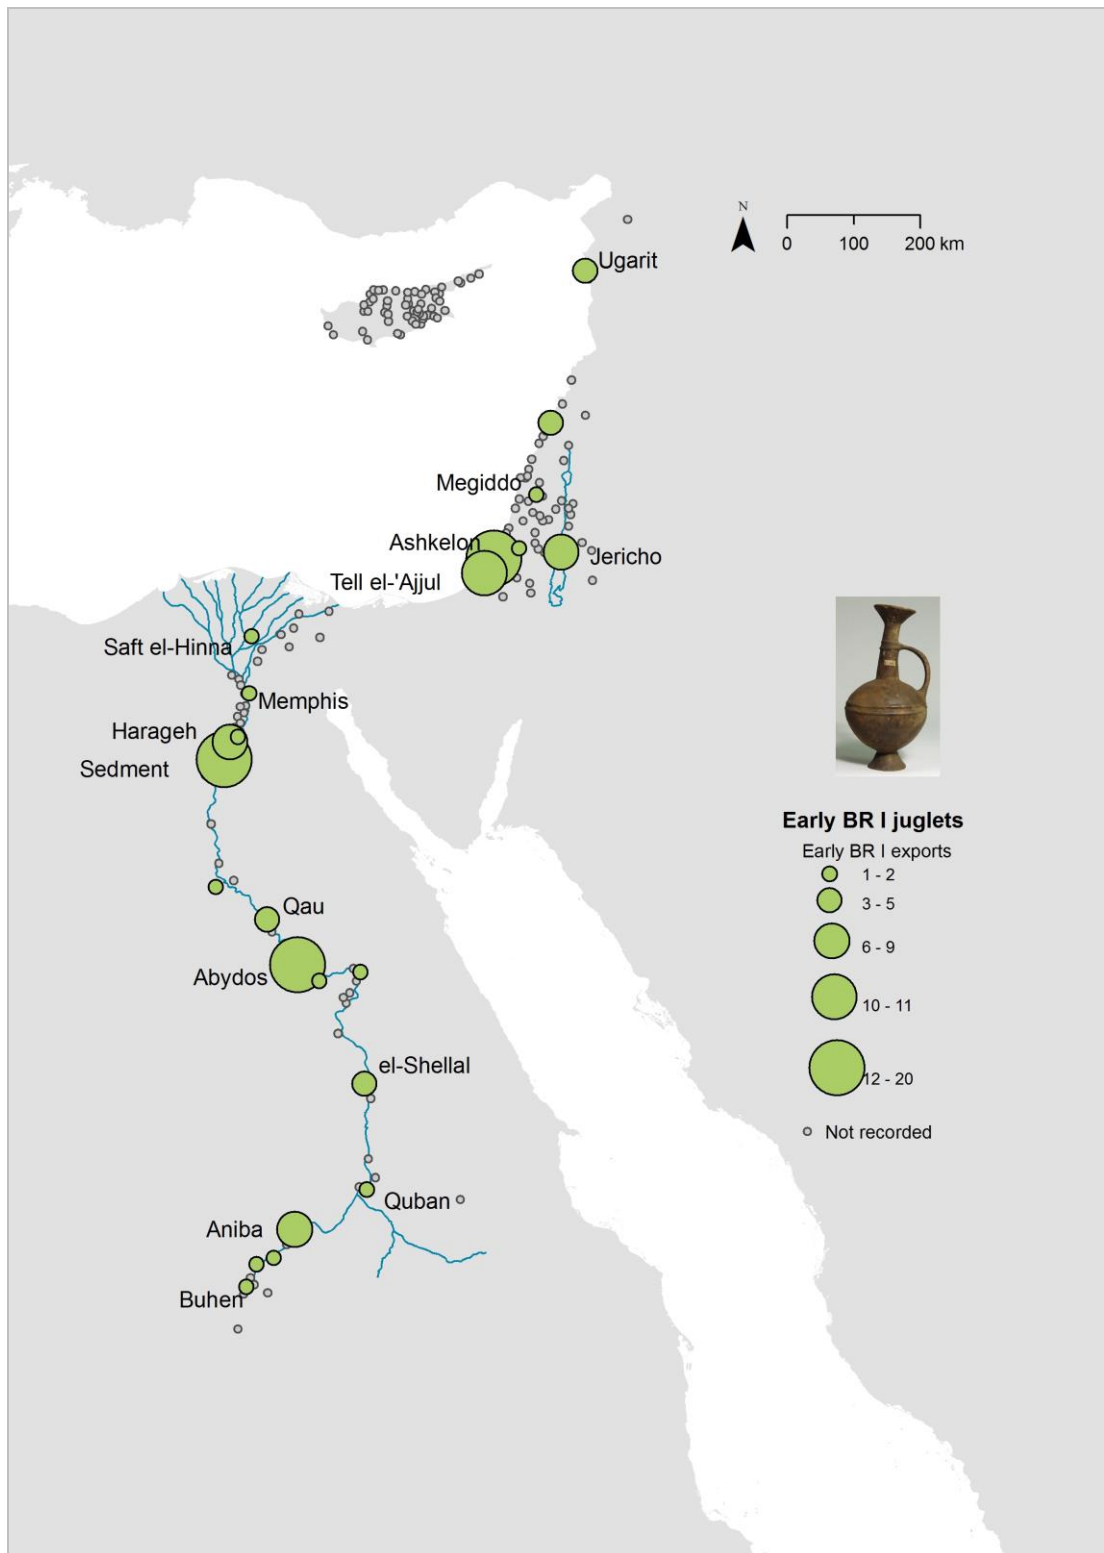 N
0 100 200 km
Ugarit
Megiddo
Ashkelon
Jericho
Tell el-'Ajjul
Saft el-Hinna
Memphis
Harageh
Sedment
Qau
Abydos
el-Shellal
Quban
Aniba
Buhen
Early BR I juglets
Early BR I exports
1 - 2
3 - 5
6 - 9
10 - 11
12 - 20
Not recorded